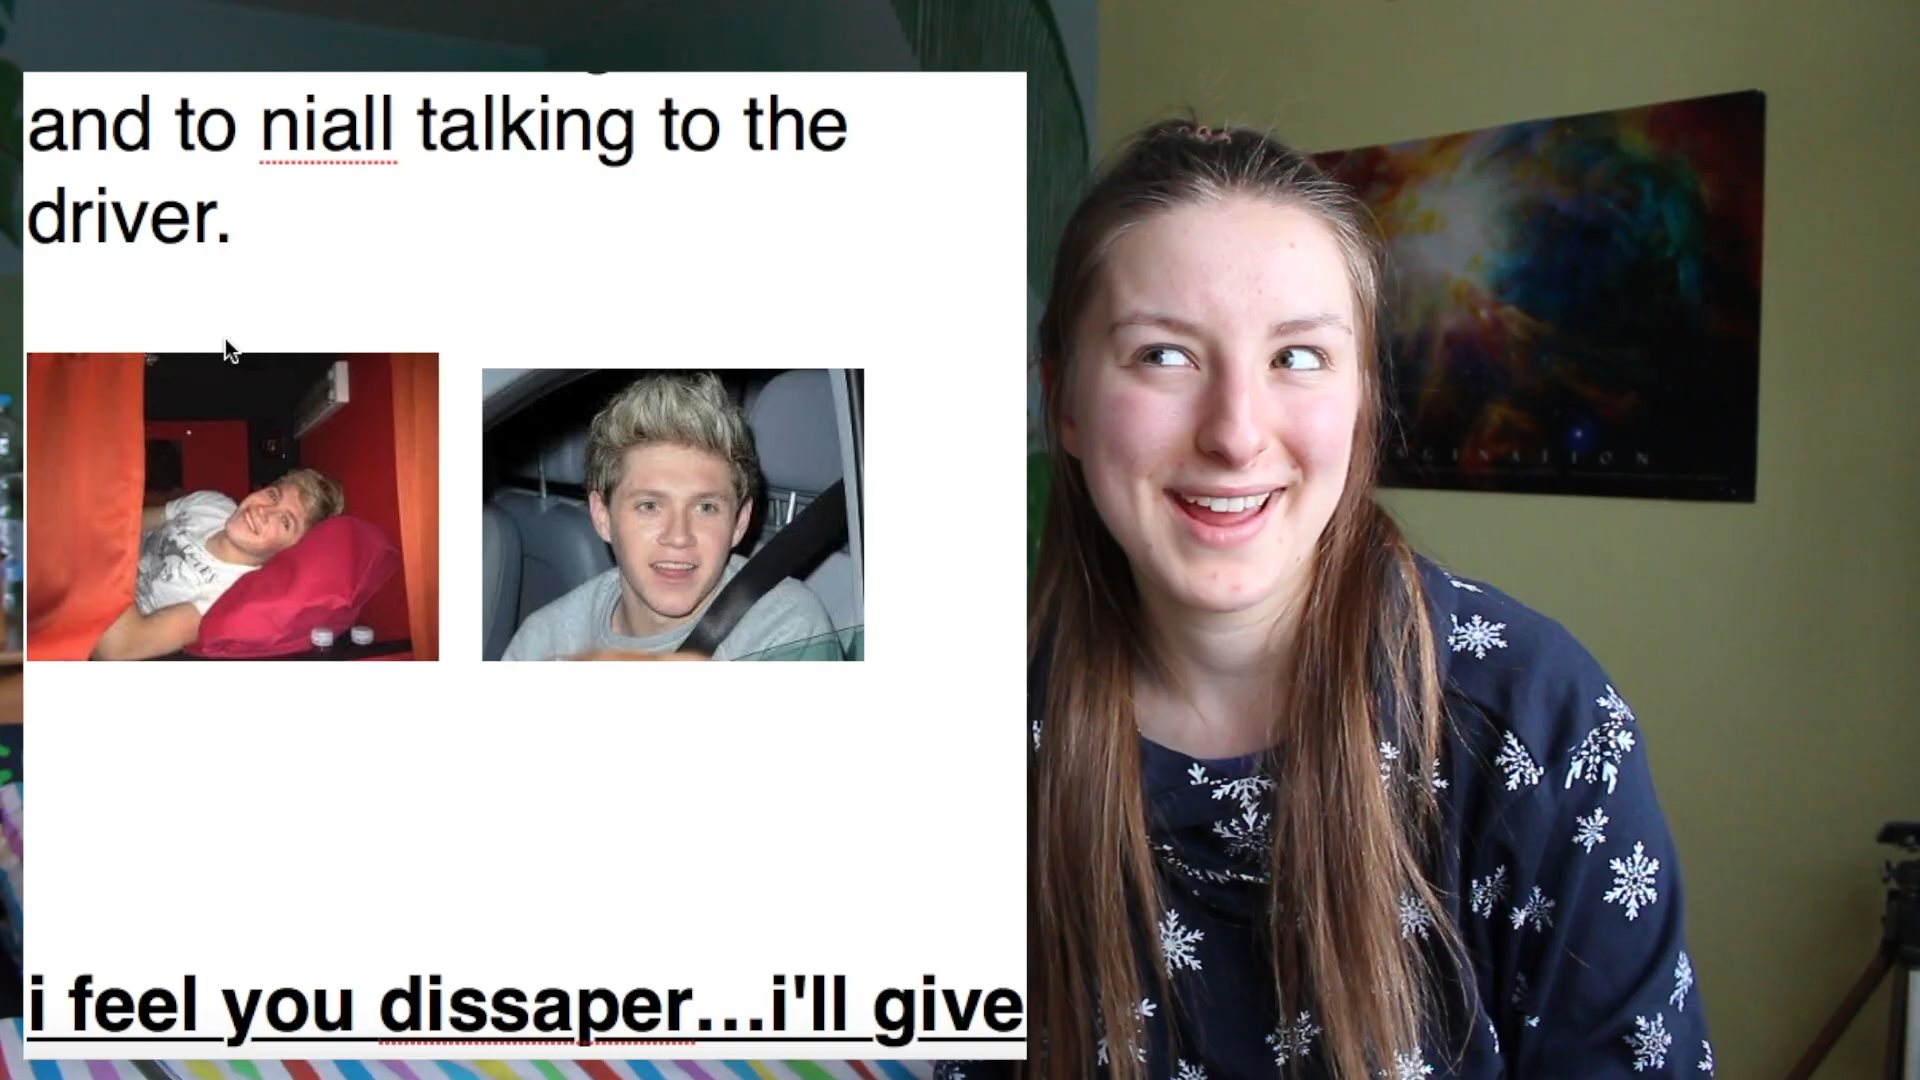 and to niall talking to the
driver.
i feel you dissaper...i'll give